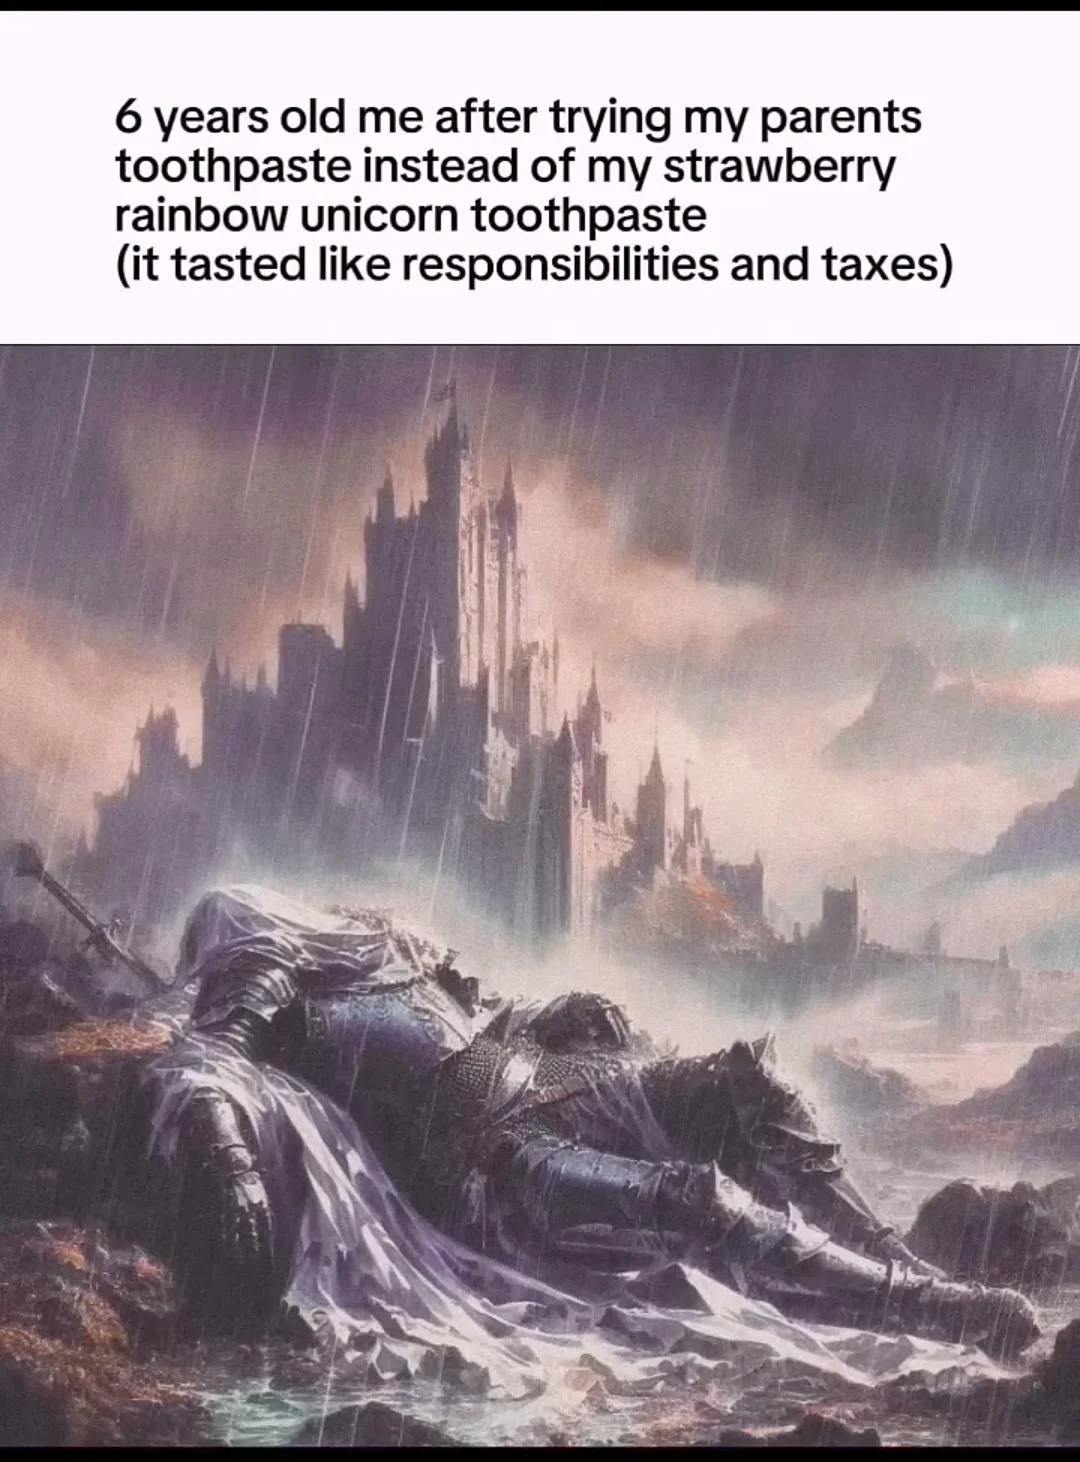 6 years old me after trying my parents
toothpaste instead of my strawberry
rainbow unicorn toothpaste
(it tasted like responsibilities and taxes)